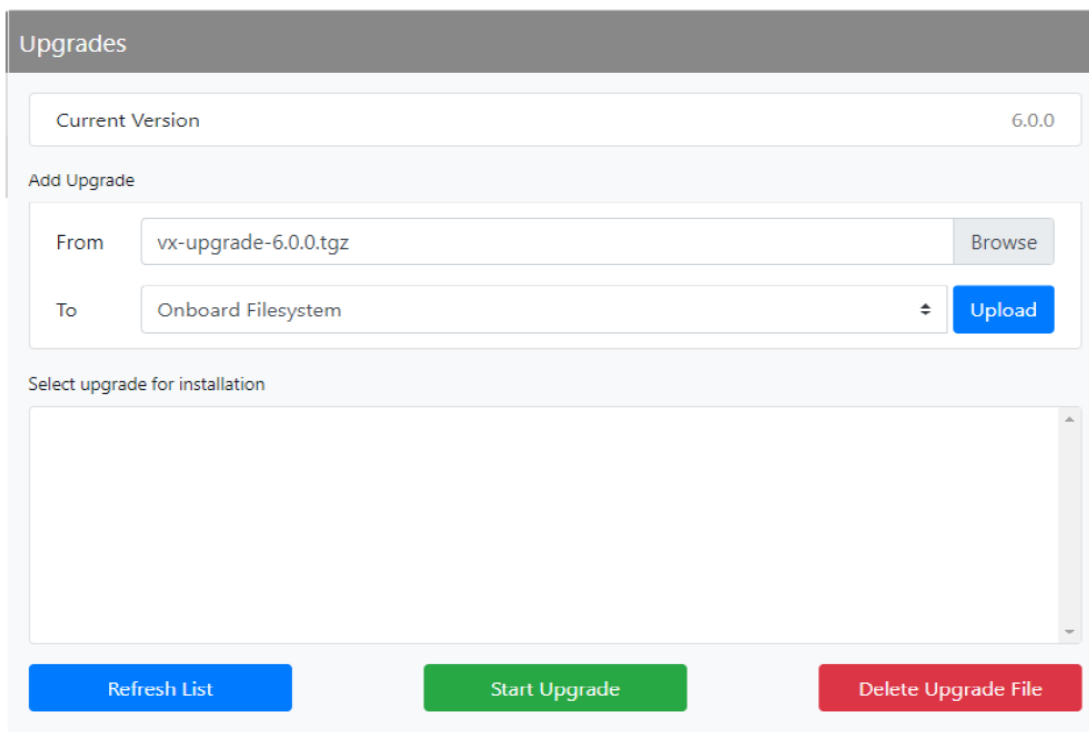 Upgrades
Current Version 6.0.0
Add Upgrade
From vx-upgrade-6.0.0.tgz Browse
To Onboard Filesystem Upload
Select upgrade for installation
Refresh List Start Upgrade Delete Upgrade File